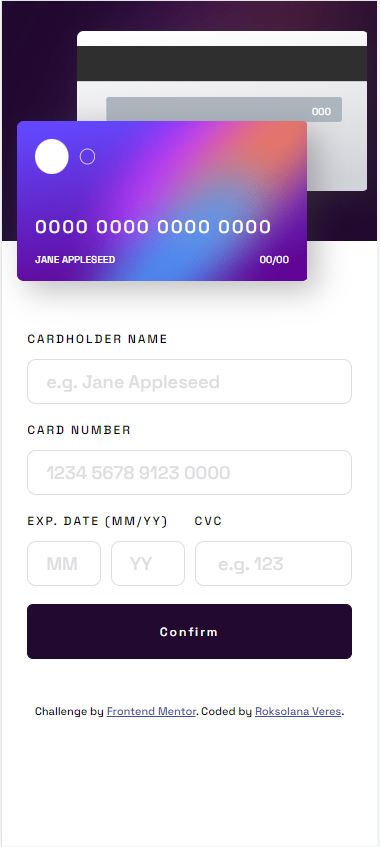 000
0000 0000 0000 0000
JANE APPLESEED 00/00
CARDHOLDER NAME
e.g. Jane Appleseed
CARD NUMBER
1234 5678 9123 0000
EXP. DATE (MM/YY) CVC
MM YY e.g. 123
Confirm
Challenge by Frontend Mentor. Coded by Roksolana Veres.